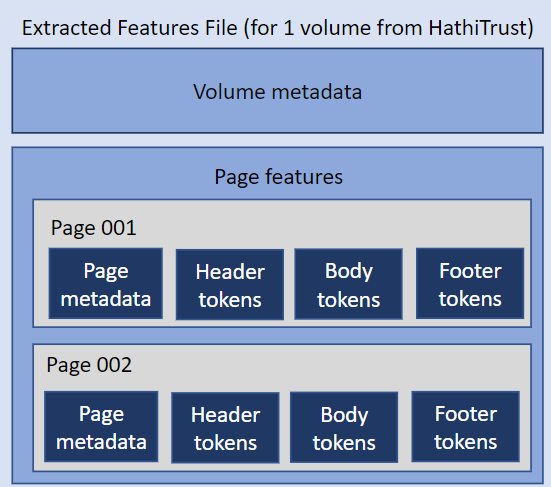 Extracted Features File (for 1 volume from HathiTrust)
Volume metadata
Page features
Page 001
Page
metadata
Header
tokens
Body
tokens
Footer
tokens
Page 002
Page
metadata
Header
tokens
Body
tokens
Footer
tokens